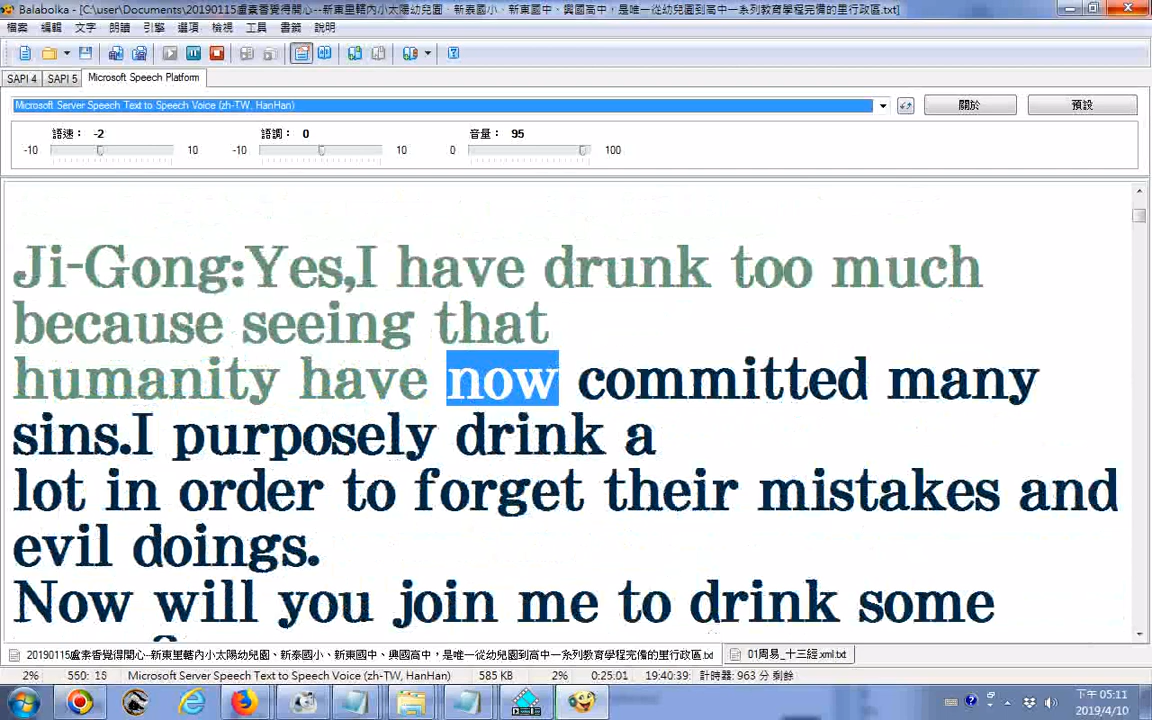 Balabolka - [C:\user\Documents\20190115盧素香覺得開心--新東里轄內小太陽幼兒園、新泰國小、新東國中、興國高中，是唯一從幼兒園到高中一系列教育學程完備的里行政區.txt]
檔案 編輯 文字 朗讀 引擎 選項 檢視 工具 書籤 說明
SAPI 4 SAPI 5 Microsoft Speech Platform
Microsoft Server Speech Text to Speech Voice (zh-TW, HanHan) 關於 預設
語速： -2 語調： 0 音量： 95
-10 10 -10 10 0 100
Ji-Gong:Yes,I have drunk too much
because seeing that
humanity have now committed many
sins.I purposely drink a
lot in order to forget their mistakes and
evil doings.
Now will you join me to drink some
20190115盧素香覺得開心--新東里轄內小太陽幼兒園、新泰國小、新東國中、興國高中，是唯一從幼兒園到高中一系列教育學程完備的里行政區.txt 01周易_十三經.xml.txt
2% 550: 15 Microsoft Server Speech Text to Speech Voice (zh-TW, HanHan) 585 KB 2% 0:25:01 19:40:39 計時器: 963 分 剩餘
下午 05:11
2019/4/10